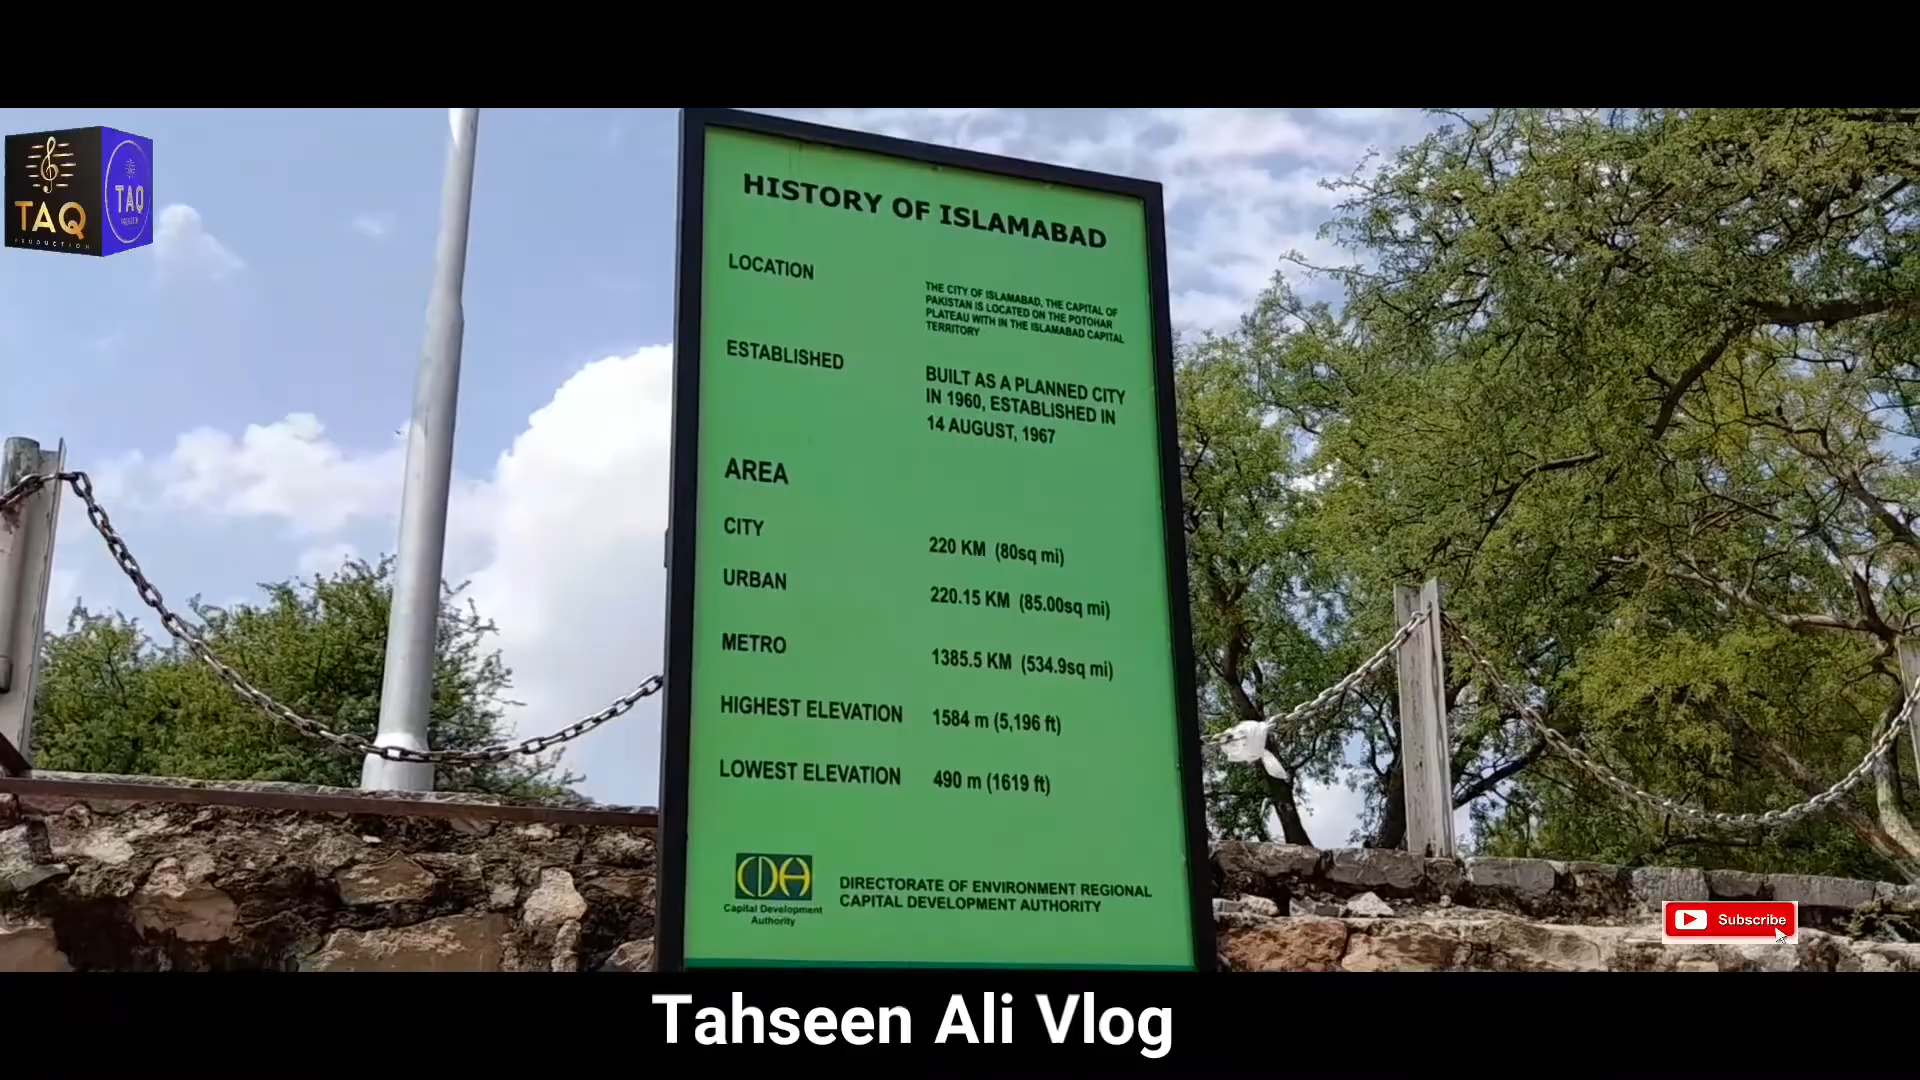 TAQ
PRODUCTION
TAQ
HISTORY OF ISLAMABAD
LOCATION
THE CITY OF ISLAMABAD, THE CAPITAL OF
PAKISTAN IS LOCATED ON THE POTOHAR
PLATEAU WITH IN THE ISLAMABAD CAPITAL
TERRITORY
ESTABLISHED
BUILT AS A PLANNED CITY
IN 1960, ESTABLISHED IN
14 AUGUST, 1967
AREA
CITY 220 KM (80sq mi)
URBAN 220.15 KM (85.00sq mi)
METRO 1385.5 KM (534.9sq mi)
HIGHEST ELEVATION 1584 m (5,196 ft)
LOWEST ELEVATION 490 m (1619 ft)
CDA
Capital Development
Authority
DIRECTORATE OF ENVIRONMENT REGIONAL
CAPITAL DEVELOPMENT AUTHORITY
Subscribe
Tahseen Ali Vlog